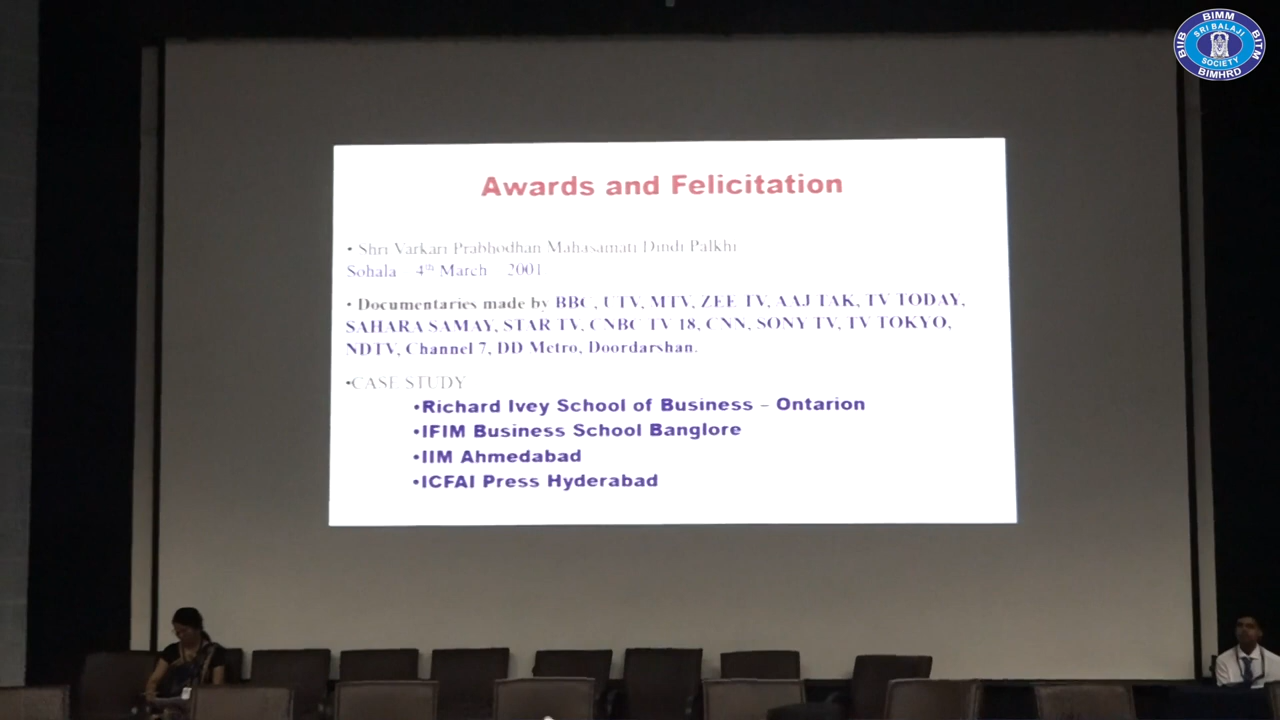 BIMM
BIIB
SRI BALAJI
SOCIETY
BITM
BIMHRD
Awards and Felicitation
• Shri Varkari Prabhodhan Mahasamati Dindi Palkhi
Sohala – 4th March – 2001
• Documentaries made by BBC, UTV, MTV, ZEE TV, AAJ TAK, TV TODAY,
SAHARA SAMAY, STAR TV, CNBC TV 18, CNN, SONY TV, TV TOKYO,
NDTV, Channel 7, DD Metro, Doordarshan.
•CASE STUDY
•Richard Ivey School of Business – Ontarion
•IFIM Business School Banglore
•IIM Ahmedabad
•ICFAI Press Hyderabad